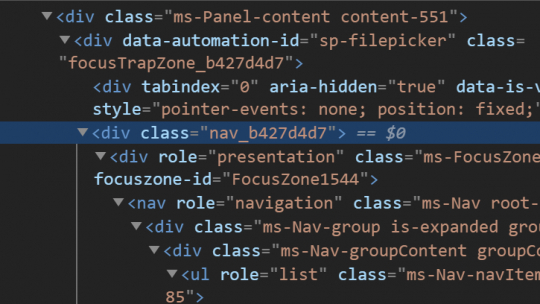 <div class="ms-Panel-content content-551">
<div data-automation-id="sp-filepicker" class=
"focusTrapZone_b427d4d7">
<div tabindex="0" aria-hidden="true" data-is-v
style="pointer-events: none; position: fixed;"
<div class="nav_b427d4d7"> == $0
<div role="presentation" class="ms-FocusZone
focuszone-id="FocusZone1544">
<nav role="navigation" class="ms-Nav root-
<div class="ms-Nav-group is-expanded grou
<div class="ms-Nav-groupContent groupCo
<ul role="list" class="ms-Nav-navItem
85">